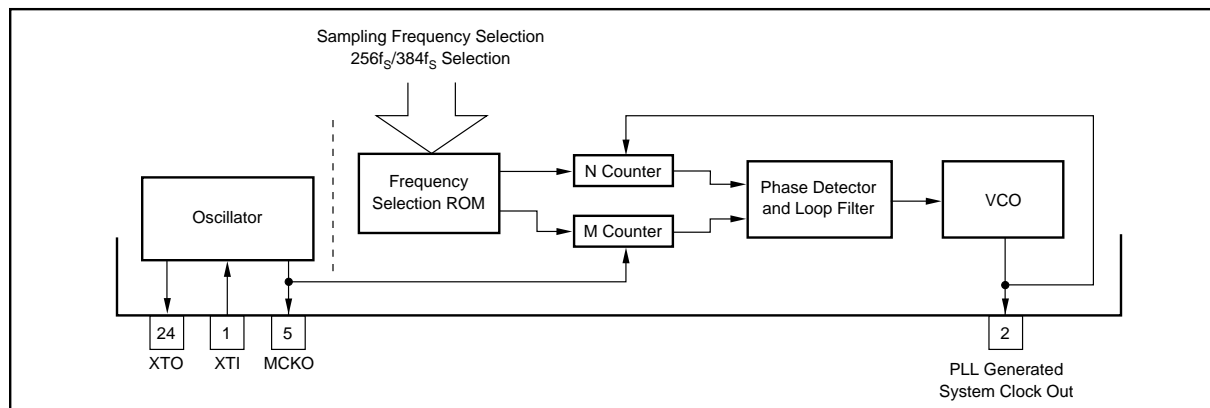 Sampling Frequency Selection
256fS/384fS Selection
Frequency
Selection ROM
N Counter
M Counter
Phase Detector
and Loop Filter
VCO
Oscillator
24
1
5
2
XTO
XTI
MCKO
PLL Generated
System Clock Out